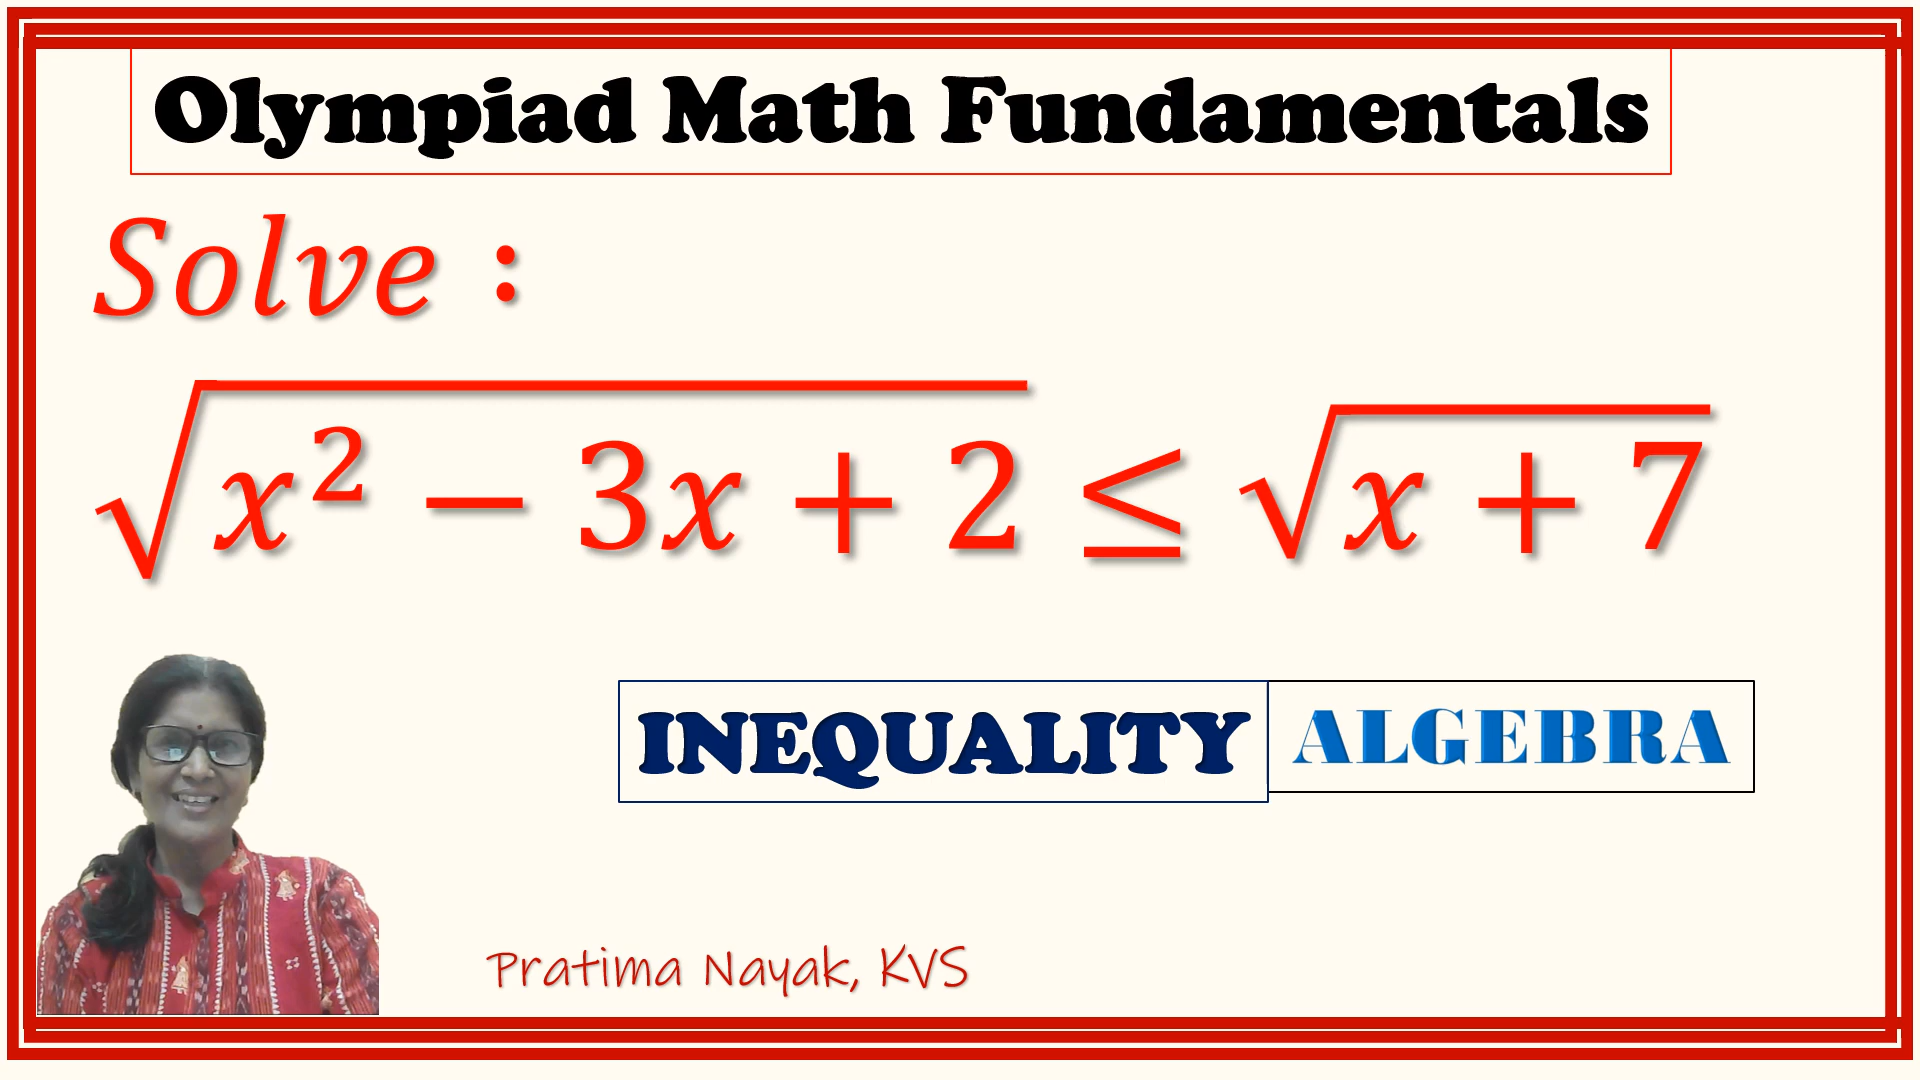 Olympiad Math Fundamentals
Solve :
√(x² − 3x + 2) ≤ √(x + 7)
INEQUALITY ALGEBRA
Pratima Nayak, KVS